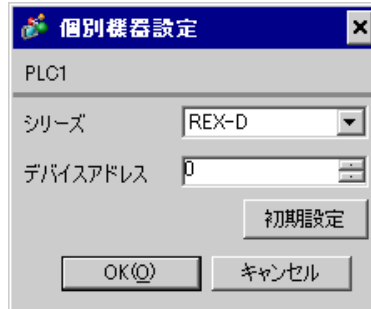 個別機器設定
PLC1
シリーズ REX-D
デバイスアドレス 0
初期設定
OK(O) キャンセル